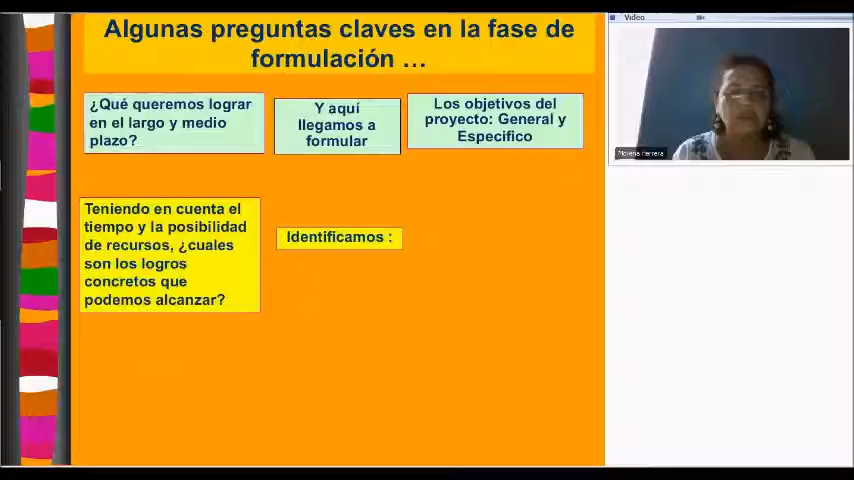 Algunas preguntas claves en la fase de
formulación ...
¿Qué queremos lograr
en el largo y medio
plazo?
Y aquí
llegamos a
formular
Los objetivos del
proyecto: General y
Especifico
Teniendo en cuenta el
tiempo y la posibilidad
de recursos, ¿cuales
son los logros
concretos que
podemos alcanzar?
Identificamos :
Video
Morena Herrera